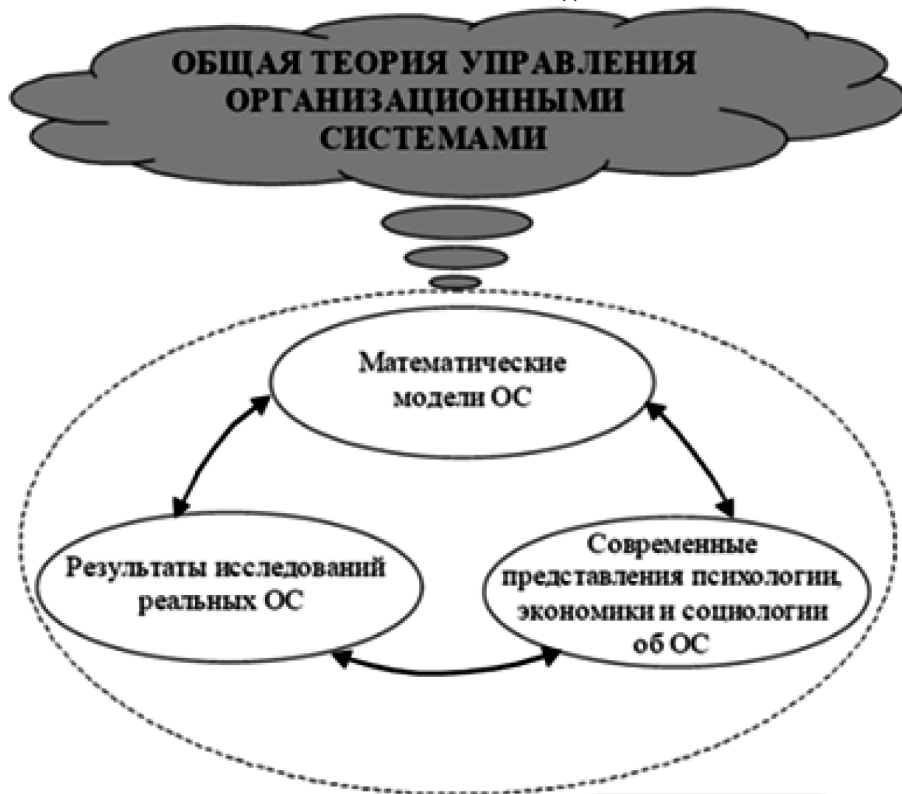 ОБЩАЯ ТЕОРИЯ УПРАВЛЕНИЯ
ОРГАНИЗАЦИОННЫМИ
СИСТЕМАМИ
Математические
модели ОС
Результаты исследований
реальных ОС
Современные
представления психологии,
экономики и социологии
об ОС